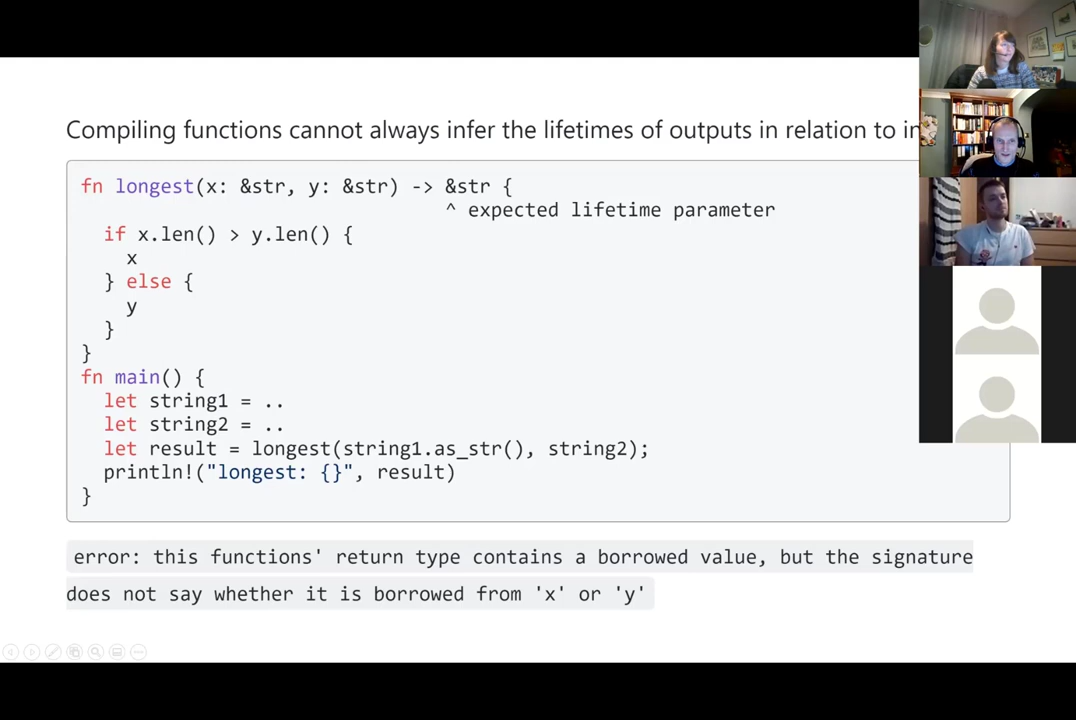 Compiling functions cannot always infer the lifetimes of outputs in relation to
fn longest(x: &str, y: &str) -> &str {
^ expected lifetime parameter
if x.len() > y.len() {
x
} else {
y
}
}
fn main() {
let string1 = ..
let string2 = ..
let result = longest(string1.as_str(), string2);
println!("longest: {}", result)
}
error: this functions' return type contains a borrowed value, but the signature
does not say whether it is borrowed from 'x' or 'y'